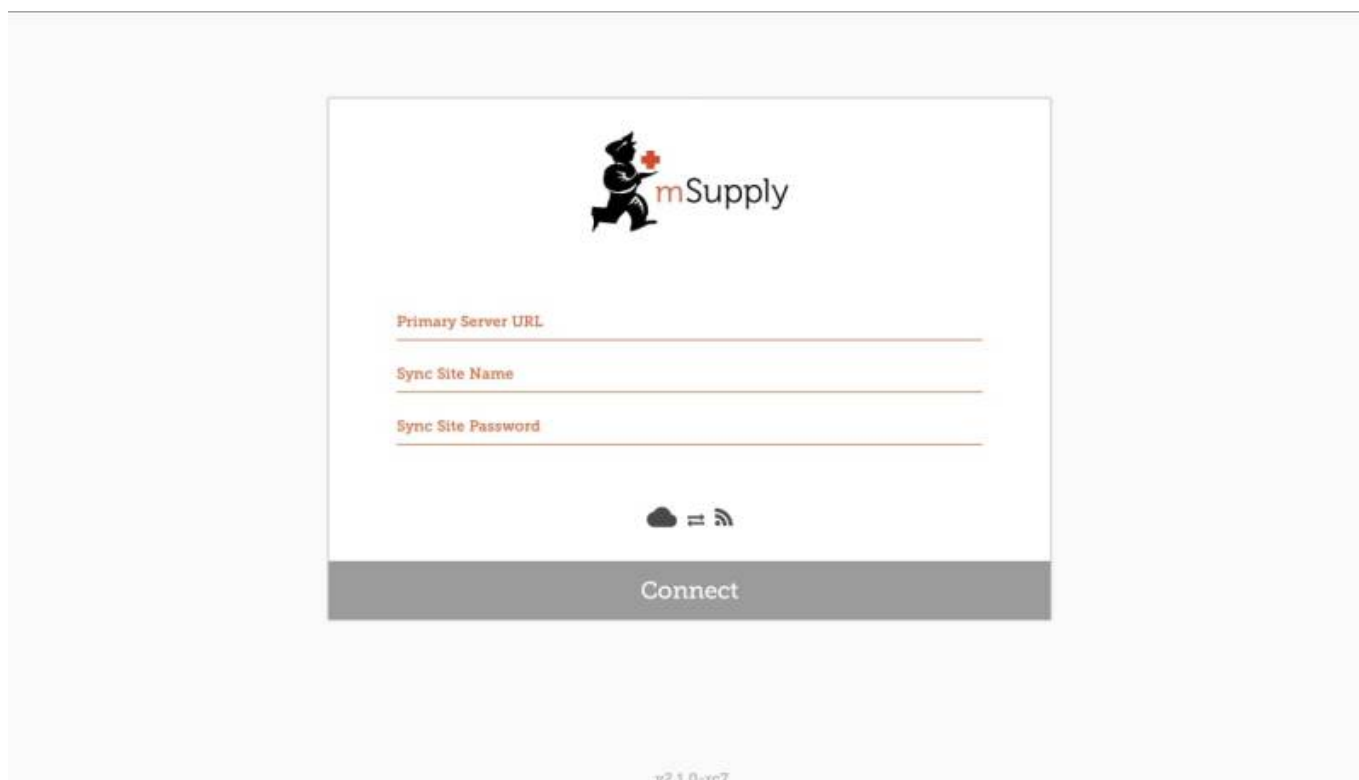 mSupply
Primary Server URL
Sync Site Name
Sync Site Password
Connect